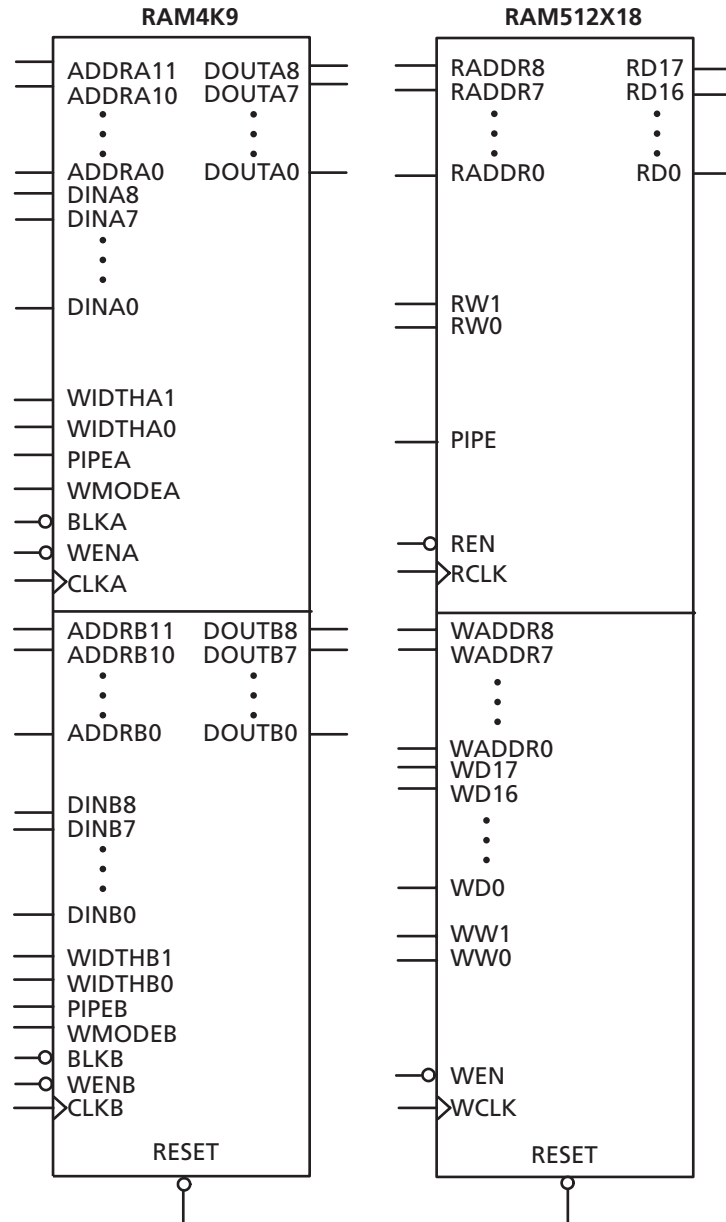 RAM4K9
ADDRA11 DOUTA8
ADDRA10 DOUTA7
ADDRA0 DOUTA0
DINA8
DINA7
DINA0
WIDTHA1
WIDTHA0
PIPEA
WMODEA
BLKA
WENA
CLKA
ADDRB11 DOUTB8
ADDRB10 DOUTB7
ADDRB0 DOUTB0
DINB8
DINB7
DINB0
WIDTHB1
WIDTHB0
PIPEB
WMODEB
BLKB
WENB
CLKB
RESET
RAM512X18
RADDR8 RD17
RADDR7 RD16
RADDR0 RD0
RW1
RW0
PIPE
REN
RCLK
WADDR8
WADDR7
WADDR0
WD17
WD16
WD0
WW1
WW0
WEN
WCLK
RESET